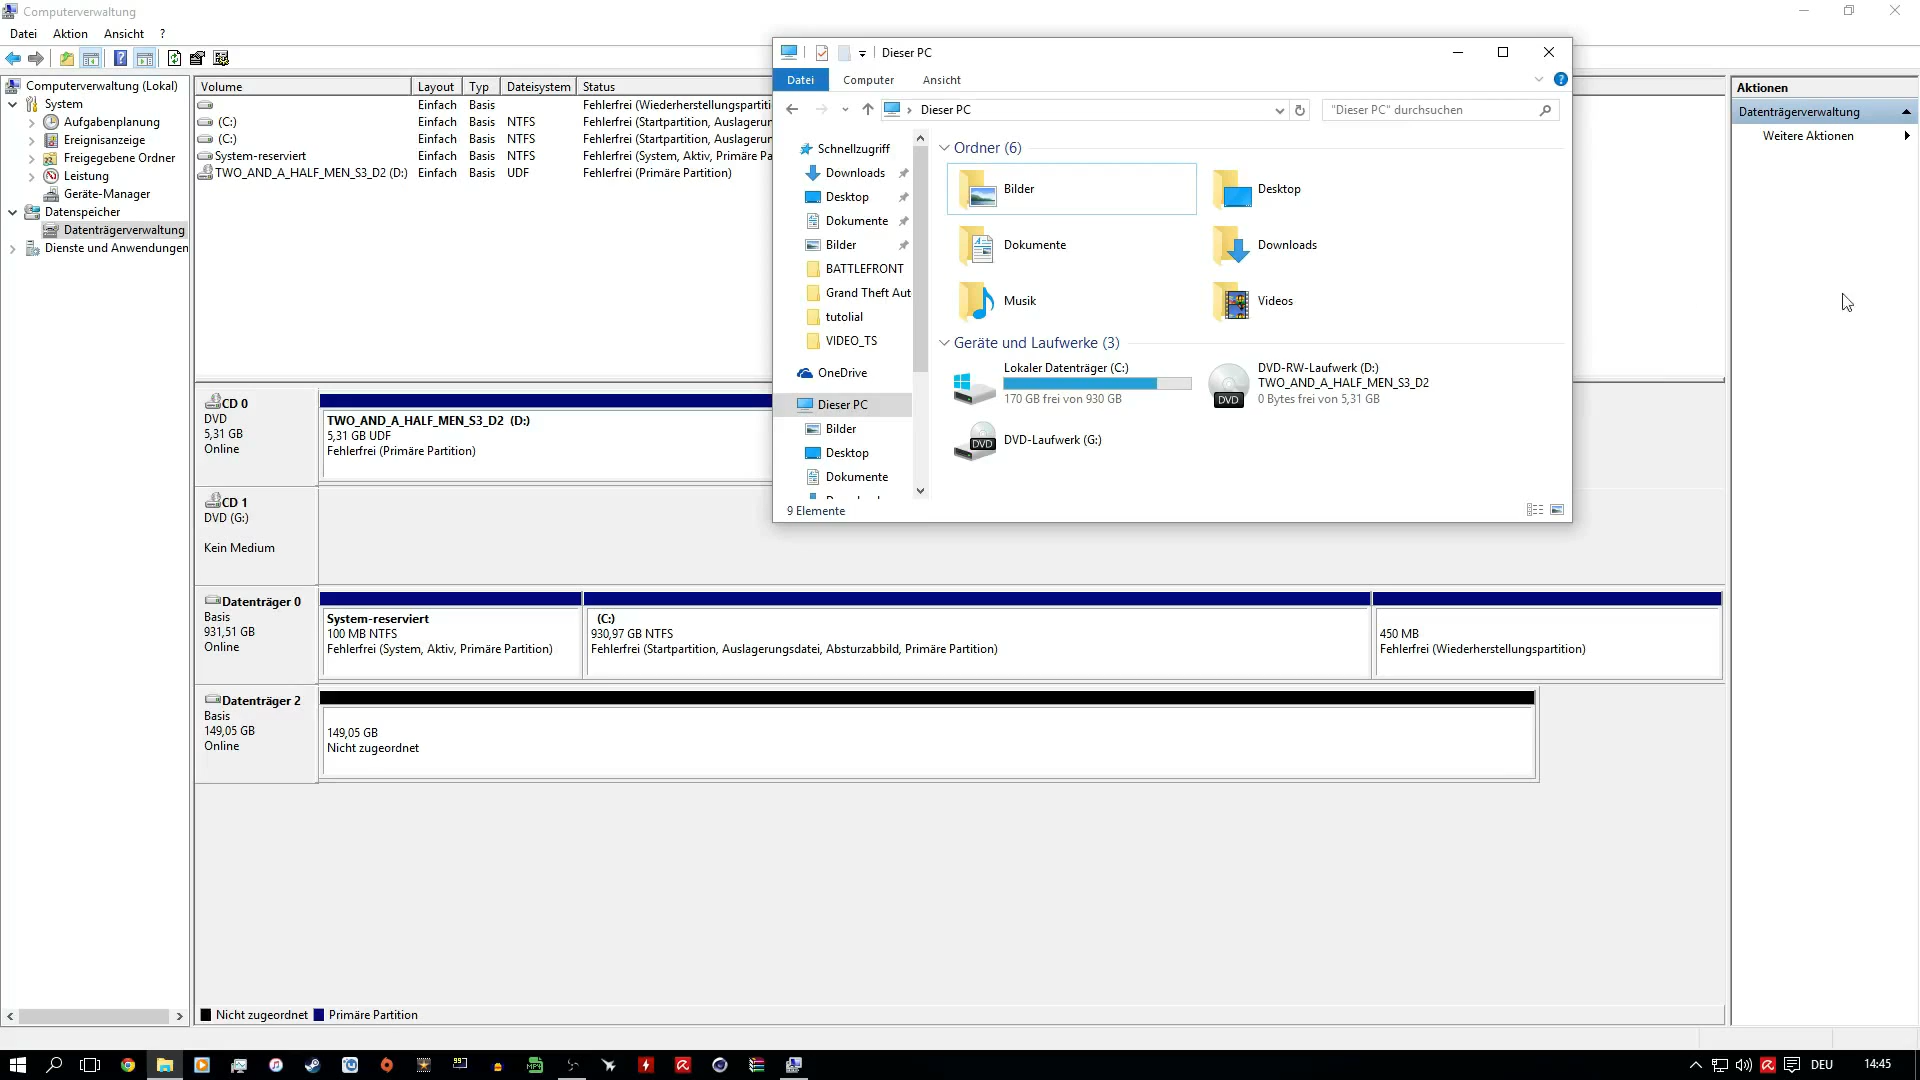 Computerverwaltung
Datei Aktion Ansicht ?
Computerverwaltung (Lokal)
System
Aufgabenplanung
Ereignisanzeige
Freigegebene Ordner
Leistung
Geräte-Manager
Datenspeicher
Datenträgerverwaltung
Dienste und Anwendungen
Volume Layout Typ Dateisystem Status
Einfach Basis Fehlerfrei (Wiederherstellungspartiti
(C:) Einfach Basis NTFS Fehlerfrei (Startpartition, Auslagerur
(C:) Einfach Basis NTFS Fehlerfrei (Startpartition, Auslagerur
System-reserviert Einfach Basis NTFS Fehlerfrei (System, Aktiv, Primäre Pa
TWO_AND_A_HALF_MEN_S3_D2 (D:) Einfach Basis UDF Fehlerfrei (Primäre Partition)
Dieser PC
Datei Computer Ansicht
Dieser PC
"Dieser PC" durchsuchen
Schnellzugriff
Downloads
Desktop
Dokumente
Bilder
BATTLEFRONT
Grand Theft Aut
tutolial
VIDEO_TS
OneDrive
Dieser PC
Bilder
Desktop
Dokumente
Ordner (6)
Bilder
Desktop
Dokumente
Downloads
Musik
Videos
Geräte und Laufwerke (3)
Lokaler Datenträger (C:)
170 GB frei von 930 GB
DVD
DVD-RW-Laufwerk (D:)
TWO_AND_A_HALF_MEN_S3_D2
0 Bytes frei von 5,31 GB
DVD
DVD-Laufwerk (G:)
9 Elemente
Aktionen
Datenträgerverwaltung
Weitere Aktionen
CD 0
DVD
5,31 GB
Online
TWO_AND_A_HALF_MEN_S3_D2 (D:)
5,31 GB UDF
Fehlerfrei (Primäre Partition)
CD 1
DVD (G:)
Kein Medium
Datenträger 0
Basis
931,51 GB
Online
System-reserviert
100 MB NTFS
Fehlerfrei (System, Aktiv, Primäre Partition)
(C:)
930,97 GB NTFS
Fehlerfrei (Startpartition, Auslagerungsdatei, Absturzabbild, Primäre Partition)
450 MB
Fehlerfrei (Wiederherstellungspartition)
Datenträger 2
Basis
149,05 GB
Online
149,05 GB
Nicht zugeordnet
Nicht zugeordnet Primäre Partition
DEU 14:45